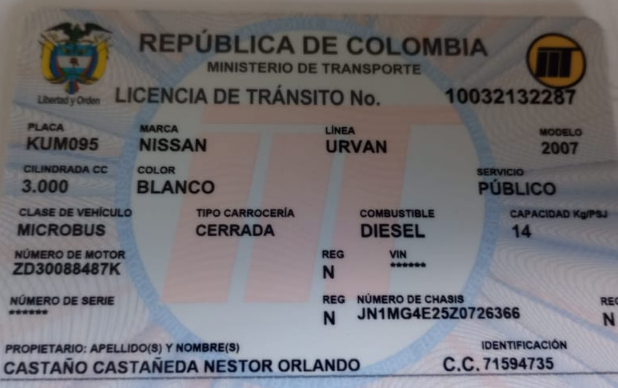 REPÚBLICA DE COLOMBIA
MINISTERIO DE TRANSPORTE
Libertad y Orden
LICENCIA DE TRÁNSITO No. 10032132287
PLACA MARCA LÍNEA MODELO
KUM095 NISSAN URVAN 2007
CILINDRADA CC COLOR SERVICIO
3.000 BLANCO PÚBLICO
CLASE DE VEHÍCULO TIPO CARROCERÍA COMBUSTIBLE CAPACIDAD Kg/PSJ
MICROBUS CERRADA DIESEL 14
NÚMERO DE MOTOR REG VIN
ZD30088487K N ******
NÚMERO DE SERIE REG NÚMERO DE CHASIS RE
****** N JN1MG4E25Z0726366 N
PROPIETARIO: APELLIDO(S) Y NOMBRE(S) IDENTIFICACIÓN
CASTAÑO CASTAÑEDA NESTOR ORLANDO C.C. 71594735